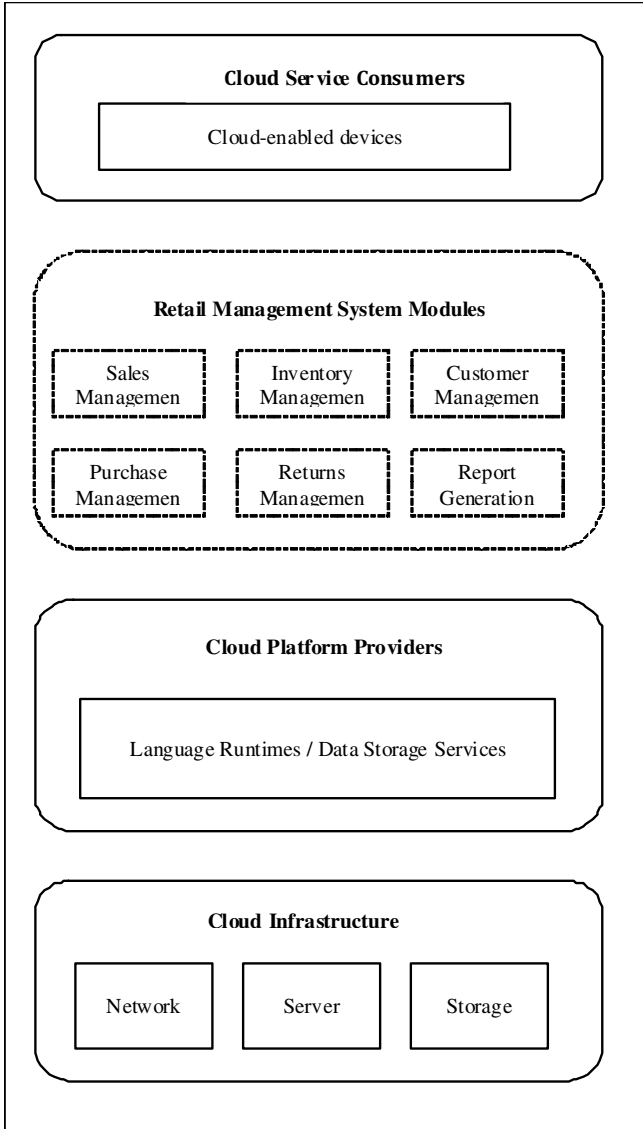 Cloud Service Consumers
Cloud-enabled devices
Retail Management System Modules
Sales
Managemen
Inventory
Managemen
Customer
Managemen
Purchase
Managemen
Returns
Managemen
Report
Generation
Cloud Platform Providers
Language Runtimes / Data Storage Services
Cloud Infrastructure
Network
Server
Storage